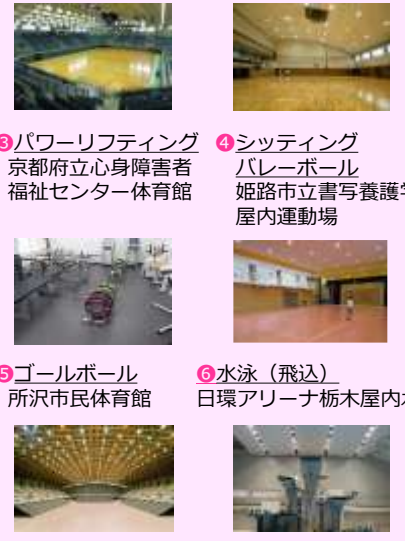 ❸パワーリフティング
京都府立心身障害者
福祉センター体育館
❹シッティング
バレーボール
姫路市立書写養護学
屋内運動場
❺ゴールボール
所沢市民体育館
❻水泳（飛込）
日環アリーナ栃木屋内